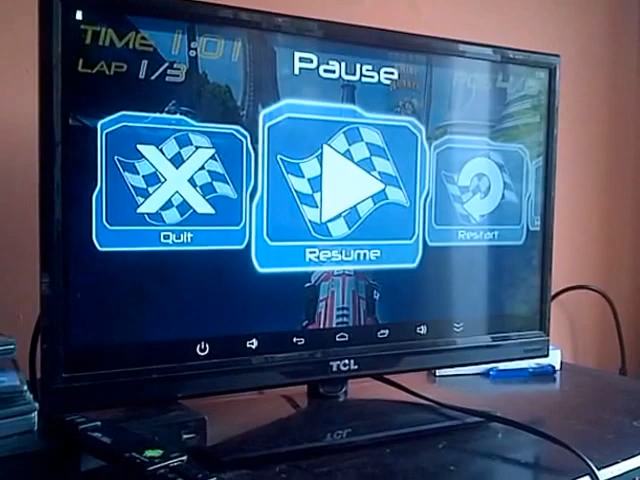 TIME 1:01
LAP 1/3
Pause
Quit
Resume
Restart
TCL